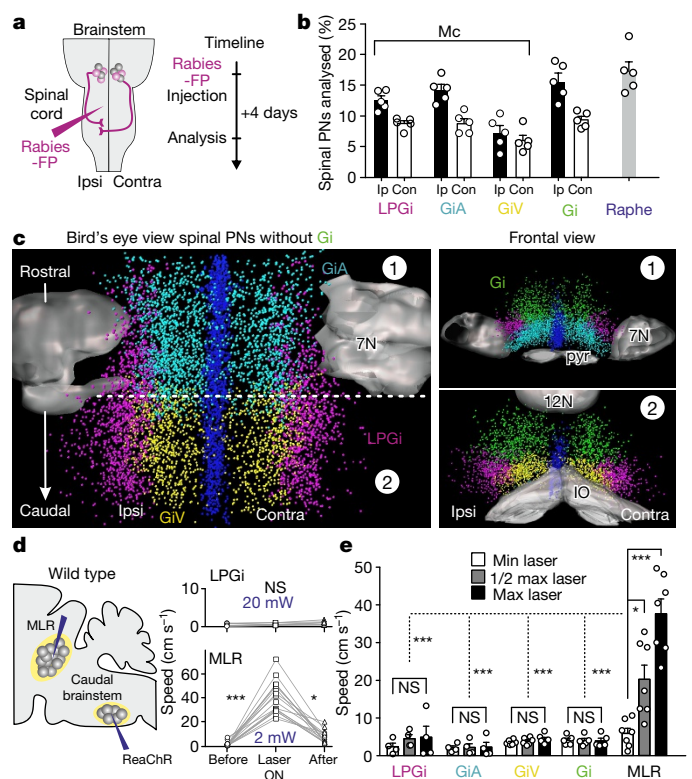 a
Brainstem
Spinal
cord
Rabies
-FP
Ipsi Contra
Timeline
Rabies
-FP
Injection
+4 days
Analysis
b
Spinal PNs analysed (%)
25
20
15
10
5
0
Mc
Ip Con Ip Con Ip Con Ip Con
LPGi GiA GiV Gi Raphe
c
Bird's eye view spinal PNs without Gi
Rostral
GiA
1
7N
LPGi
2
Caudal
Ipsi
GiV
Contra
Frontal view
1
Gi
7N
pyr
12N
2
IO
Ipsi
Contra
d
Wild type
MLR
Caudal
brainstem
ReaChR
Speed (cm s−1)
LPGi
10
0
NS
20 mW
MLR
80
60
40
20
0
***
*
2 mW
Before Laser After
ON
e
Speed (cm s−1)
50
40
30
20
10
0
Min laser
1/2 max laser
Max laser
***
*
***
***
***
***
NS
NS
NS
NS
LPGi GiA GiV Gi MLR